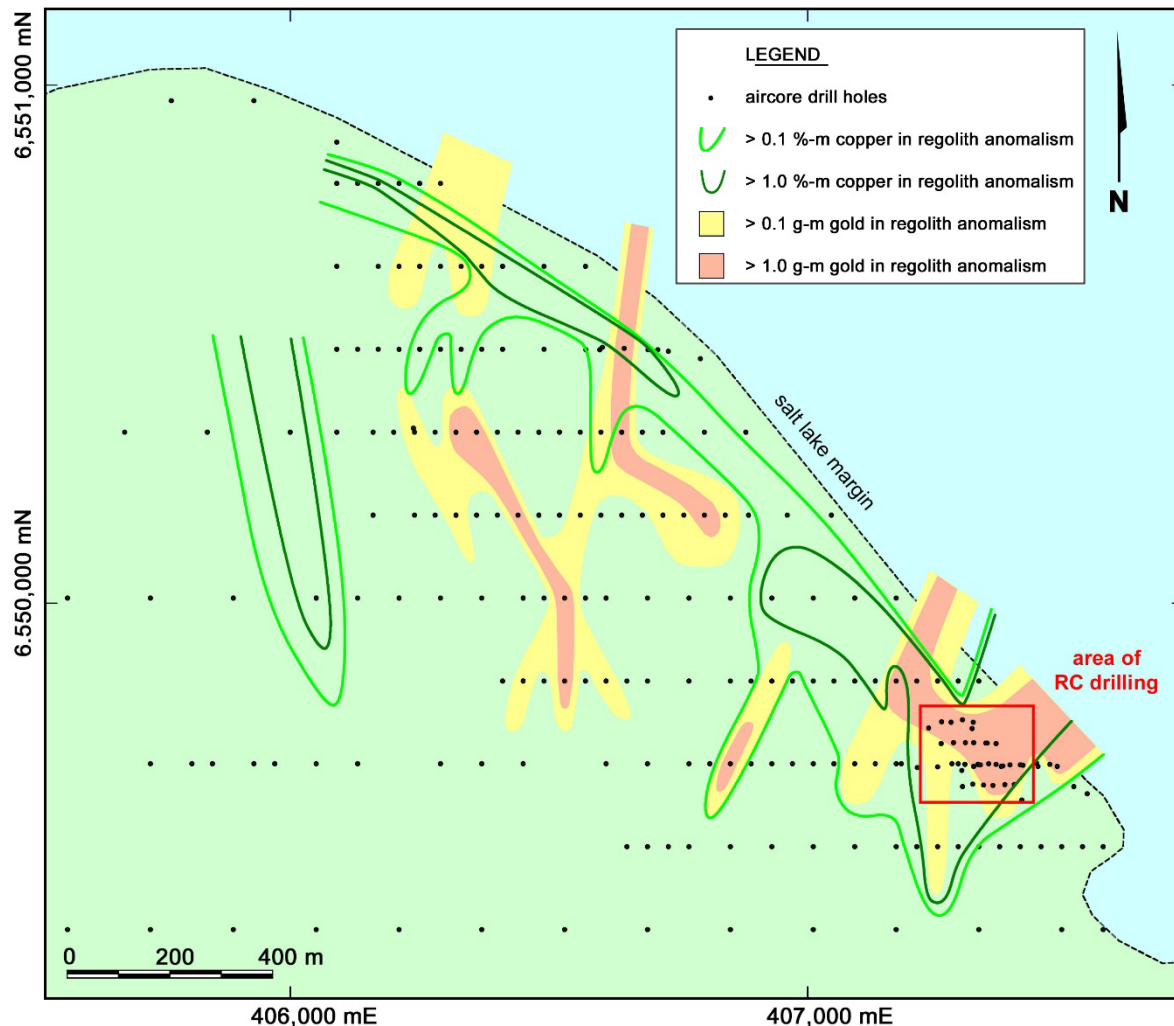 LEGEND
aircore drill holes
> 0.1 %-m copper in regolith anomalism
> 1.0 %-m copper in regolith anomalism
> 0.1 g-m gold in regolith anomalism
> 1.0 g-m gold in regolith anomalism
N
6,551,000 mN
salt lake margin
6.550,000 mN
area of
RC drilling
0 200 400 m
406,000 mE
407,000 mE